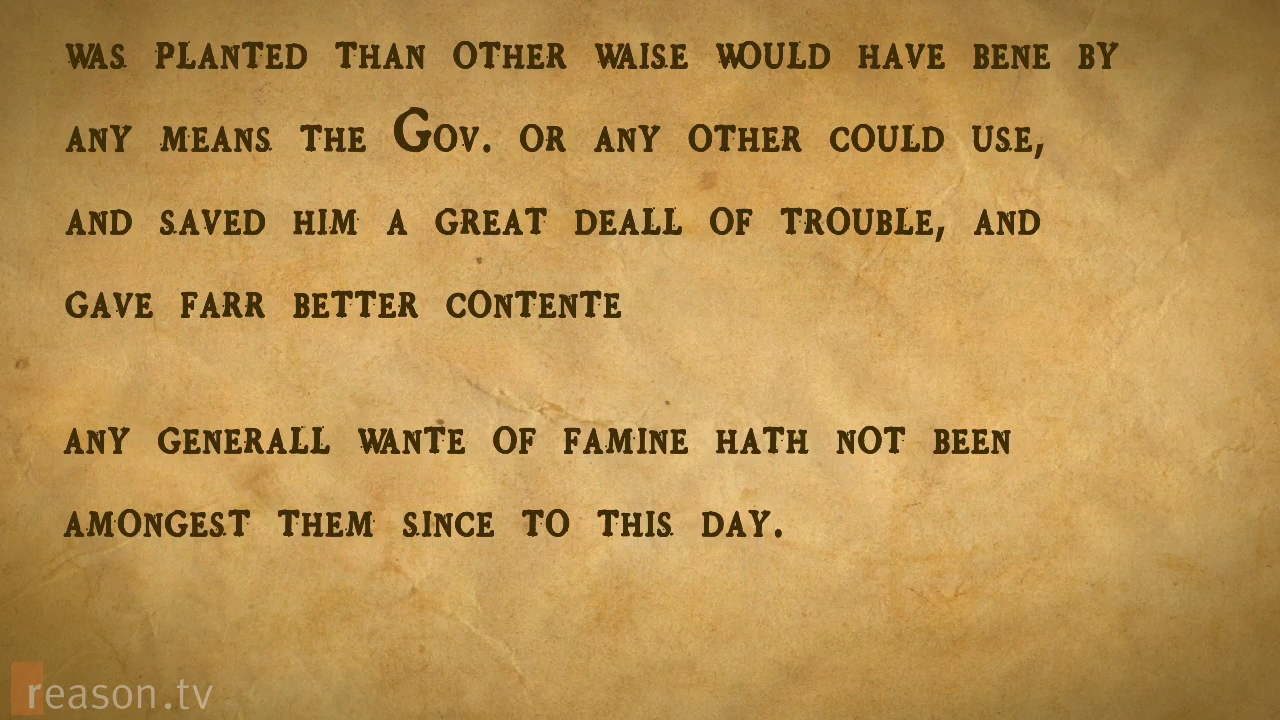 WAS PLANTED THAN OTHER WAISE WOULD HAVE BENE BY
ANY MEANS THE GOV. OR ANY OTHER COULD USE,
AND SAVED HIM A GREAT DEALL OF TROUBLE, AND
GAVE FARR BETTER CONTENTE
ANY GENERALL WANTE OF FAMINE HATH NOT BEEN
AMONGEST THEM SINCE TO THIS DAY.
reason.tv